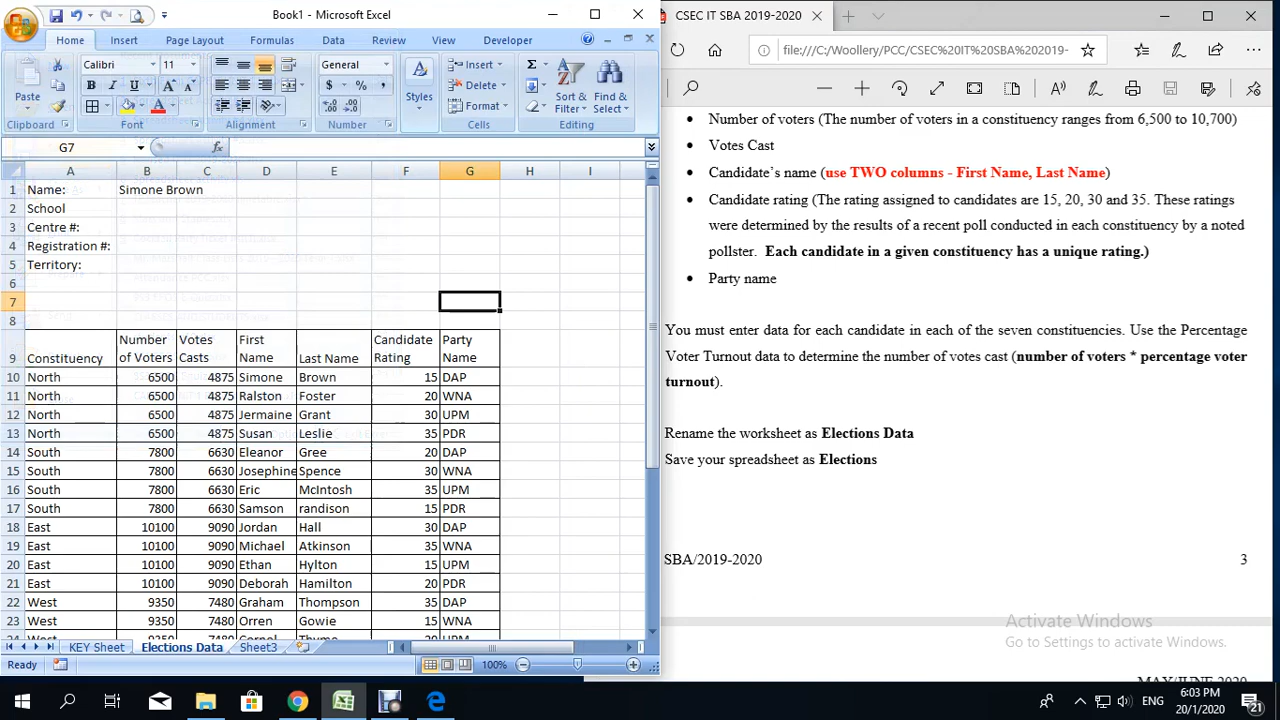 Book1 - Microsoft Excel
Home Insert Page Layout Formulas Data Review View Developer
Paste
Calibri 11
General
Styles
Insert
Delete
Format
Sort & Filter
Find & Select
Clipboard Font Alignment Number Cells Editing
G7 fx
A B C D E F G H I
1 Name: Simone Brown
2 School
3 Centre #:
4 Registration #:
5 Territory:
6
7
8
9 Constituency Number of Voters Votes Casts First Name Last Name Candidate Rating Party Name
10 North 6500 4875 Simone Brown 15 DAP
11 North 6500 4875 Ralston Foster 20 WNA
12 North 6500 4875 Jermaine Grant 30 UPM
13 North 6500 4875 Susan Leslie 35 PDR
14 South 7800 6630 Eleanor Gree 20 DAP
15 South 7800 6630 Josephine Spence 30 WNA
16 South 7800 6630 Eric McIntosh 35 UPM
17 South 7800 6630 Samson randison 15 PDR
18 East 10100 9090 Jordan Hall 30 DAP
19 East 10100 9090 Michael Atkinson 35 WNA
20 East 10100 9090 Ethan Hylton 15 UPM
21 East 10100 9090 Deborah Hamilton 20 PDR
22 West 9350 7480 Graham Thompson 35 DAP
23 West 9350 7480 Orren Gowie 15 WNA
KEY Sheet Elections Data Sheet3
Ready 100%
CSEC IT SBA 2019-2020
file:///C:/Woollery/PCC/CSEC%20IT%20SBA%202019-
• Number of voters (The number of voters in a constituency ranges from 6,500 to 10,700)
• Votes Cast
• Candidate’s name (use TWO columns - First Name, Last Name)
• Candidate rating (The rating assigned to candidates are 15, 20, 30 and 35. These ratings
were determined by the results of a recent poll conducted in each constituency by a noted
pollster. Each candidate in a given constituency has a unique rating.)
• Party name
You must enter data for each candidate in each of the seven constituencies. Use the Percentage
Voter Turnout data to determine the number of votes cast (number of voters * percentage voter
turnout).
Rename the worksheet as Elections Data
Save your spreadsheet as Elections
SBA/2019-2020 3
Activate Windows
Go to Settings to activate Windows.
ENG
6:03 PM
20/1/2020
21